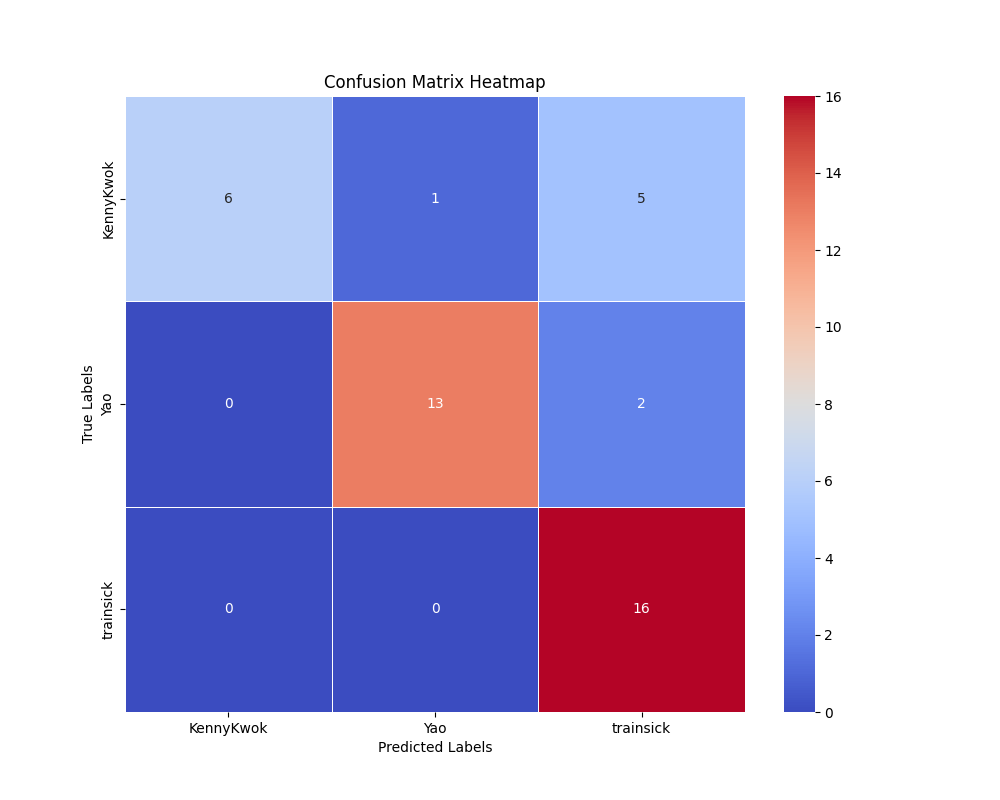 Confusion Matrix Heatmap
True Labels
KennyKwok
6 1 5
Yao
0 13 2
trainsick
0 0 16
KennyKwok Yao trainsick
Predicted Labels
16
14
12
10
8
6
4
2
0